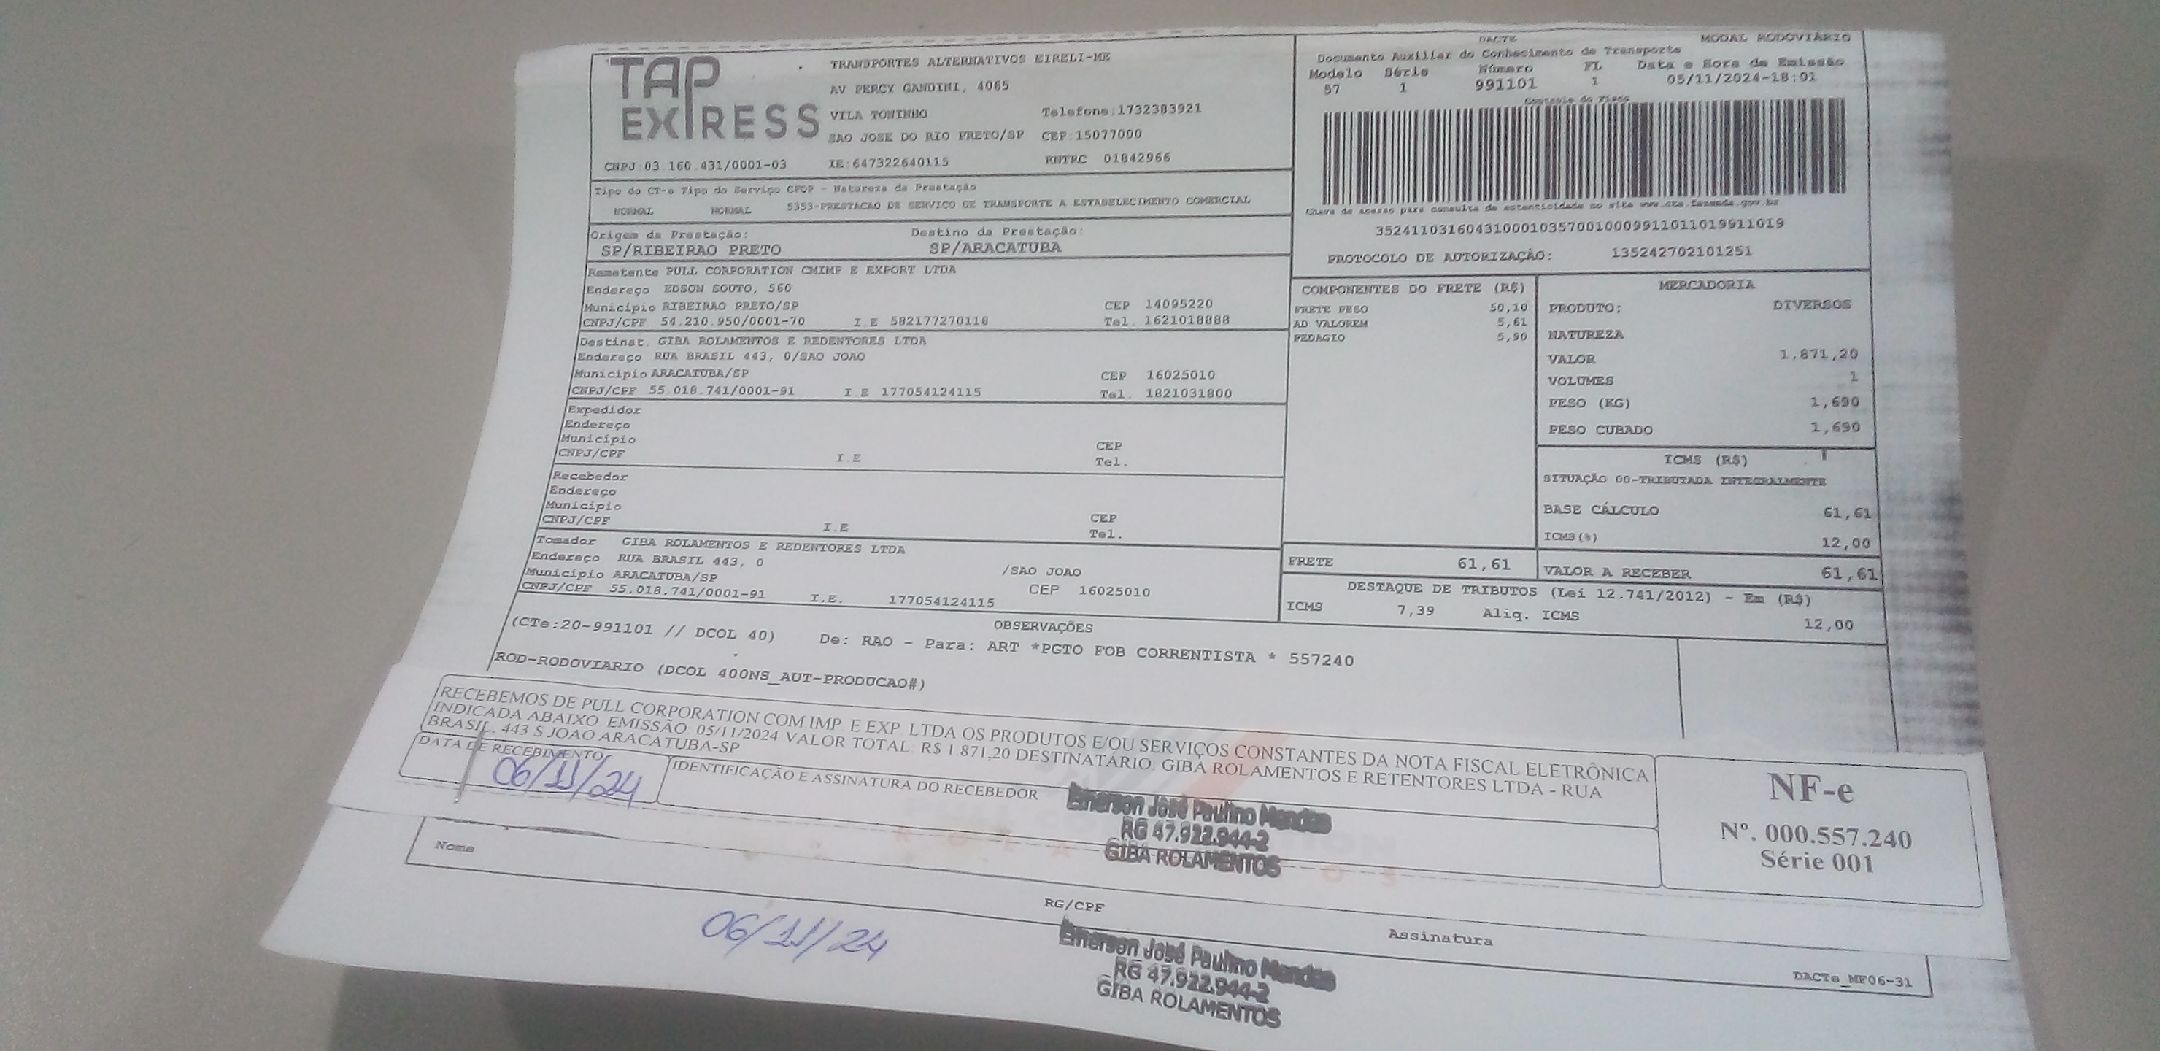 TAP EXPRESS
TRANSPORTES ALTERNATIVOS EIRELI-ME
AV PERCY GANDINI, 4065
VILA TONINHO Telefone:1732383921
SAO JOSE DO RIO PRETO/SP CEP:15077000
CNPJ:03.160.431/0001-03 IE:647322640115 RNTRC 01842966
DACTE MODAL RODOVIÁRIO
Documento Auxiliar do Conhecimento de Transporte
Modelo Série Número FL Data e Hora de Emissão
57 1 991101 1 05/11/2024-18:01
Controle do Fisco
Chave de acesso para consulta de autenticidade no site www.cte.fazenda.gov.br
35241103160431000103570010009911011019911019
PROTOCOLO DE AUTORIZAÇÃO: 135242702101251
Tipo do CT-e Tipo do Serviço CFOP - Natureza da Prestação
NORMAL NORMAL 5353-PRESTACAO DE SERVICO DE TRANSPORTE A ESTABELECIMENTO COMERCIAL
Origem da Prestação: Destino da Prestação:
SP/RIBEIRAO PRETO SP/ARACATUBA
Remetente PULL CORPORATION CMIMP E EXPORT LTDA
Endereço EDSON SOUTO, 560
Município RIBEIRAO PRETO/SP CEP 14095220
CNPJ/CPF 54.210.950/0001-70 I.E 582177270116 Tel. 1621018888
Destinat. GIBA ROLAMENTOS E REDENTORES LTDA
Endereço RUA BRASIL 443, 0/SAO JOAO
Município ARACATUBA/SP CEP 16025010
CNPJ/CPF 55.018.741/0001-91 I.E 177054124115 Tel. 1821031800
Expedidor
Endereço
Município CEP
CNPJ/CPF I.E Tel.
Recebedor
Endereço
Município CEP
CNPJ/CPF I.E Tel.
Tomador GIBA ROLAMENTOS E REDENTORES LTDA
Endereço RUA BRASIL 443, 0 /SAO JOAO
Município ARACATUBA/SP CEP 16025010
CNPJ/CPF 55.018.741/0001-91 I.E. 177054124115
COMPONENTES DO FRETE (R$)
FRETE PESO 50,10
AD VALOREM 5,61
PEDAGIO 5,90
MERCADORIA
PRODUTO: DIVERSOS
NATUREZA
VALOR 1,871,20
VOLUMES 1
PESO (KG) 1,690
PESO CUBADO 1,690
ICMS (R$)
SITUAÇÃO 00-TRIBUTADA INTEGRALMENTE
BASE CÁLCULO 61,61
ICMS(%) 12,00
FRETE 61,61 VALOR A RECEBER 61,61
DESTAQUE DE TRIBUTOS (Lei 12.741/2012) - Em (R$)
ICMS 7,39 Aliq. ICMS 12,00
OBSERVAÇÕES
(CTe:20-991101 // DCOL 40) De: RAO - Para: ART *PGTO FOB CORRENTISTA * 557240
ROD-RODOVIARIO (DCOL 400NS_AUT-PRODUCAO#)
RECEBEMOS DE PULL CORPORATION COM.IMP. E EXP. LTDA OS PRODUTOS E/OU SERVIÇOS CONSTANTES DA NOTA FISCAL ELETRÔNICA
INDICADA ABAIXO. EMISSÃO: 05/11/2024 VALOR TOTAL: R$ 1.871,20 DESTINATÁRIO: GIBA ROLAMENTOS E RETENTORES LTDA - RUA
BRASIL, 443 S JOAO ARACATUBA-SP
DATA DE RECEBIMENTO IDENTIFICAÇÃO E ASSINATURA DO RECEBEDOR
06/11/24
Emerson José Paulino Mendes
RG 47.922.944-2
GIBA ROLAMENTOS
NF-e
Nº. 000.557.240
Série 001
Nome RG/CPF Assinatura
06/11/24
Emerson José Paulino Mendes
RG 47.922.944-2
GIBA ROLAMENTOS
DACTe_MF06-31